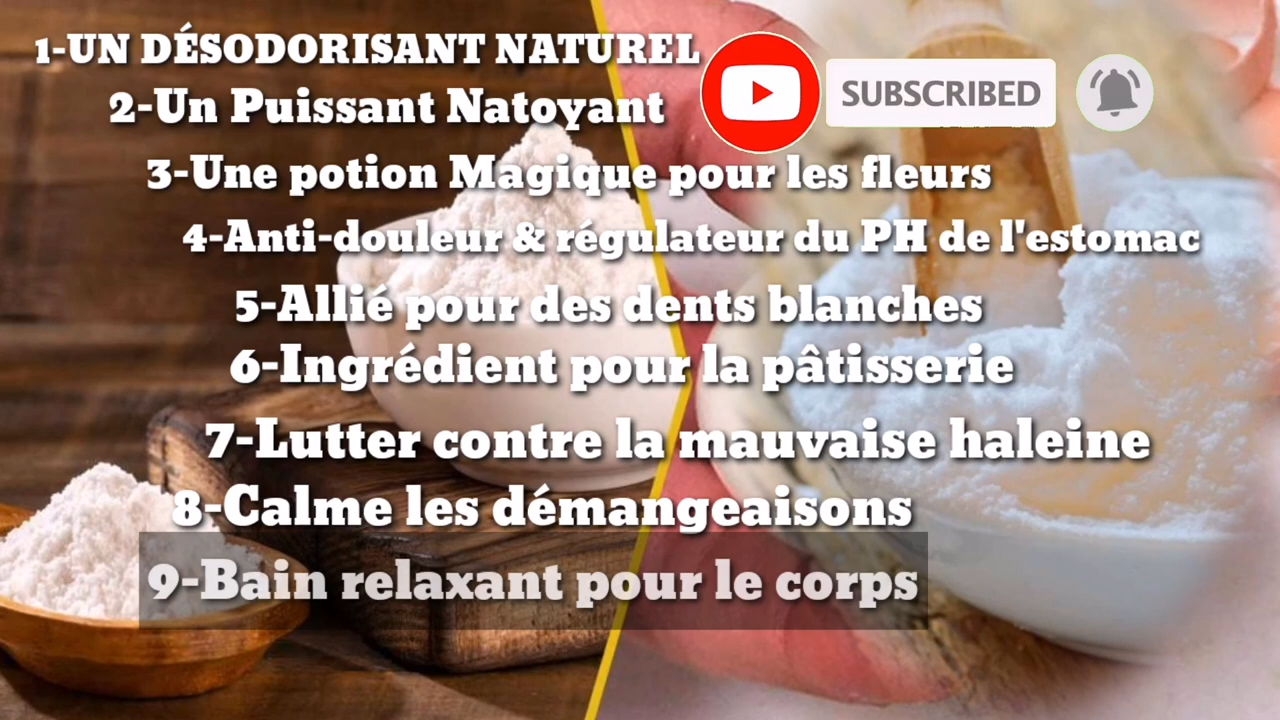 1-UN DÉSODORISANT NATUREL
SUBSCRIBED
2-Un Puissant Natoyant
3-Une potion Magique pour les fleurs
4-Anti-douleur & régulateur du PH de l'estomac
5-Allié pour des dents blanches
6-Ingrédient pour la pâtisserie
7-Lutter contre la mauvaise haleine
8-Calme les démangeaisons
9-Bain relaxant pour le corps